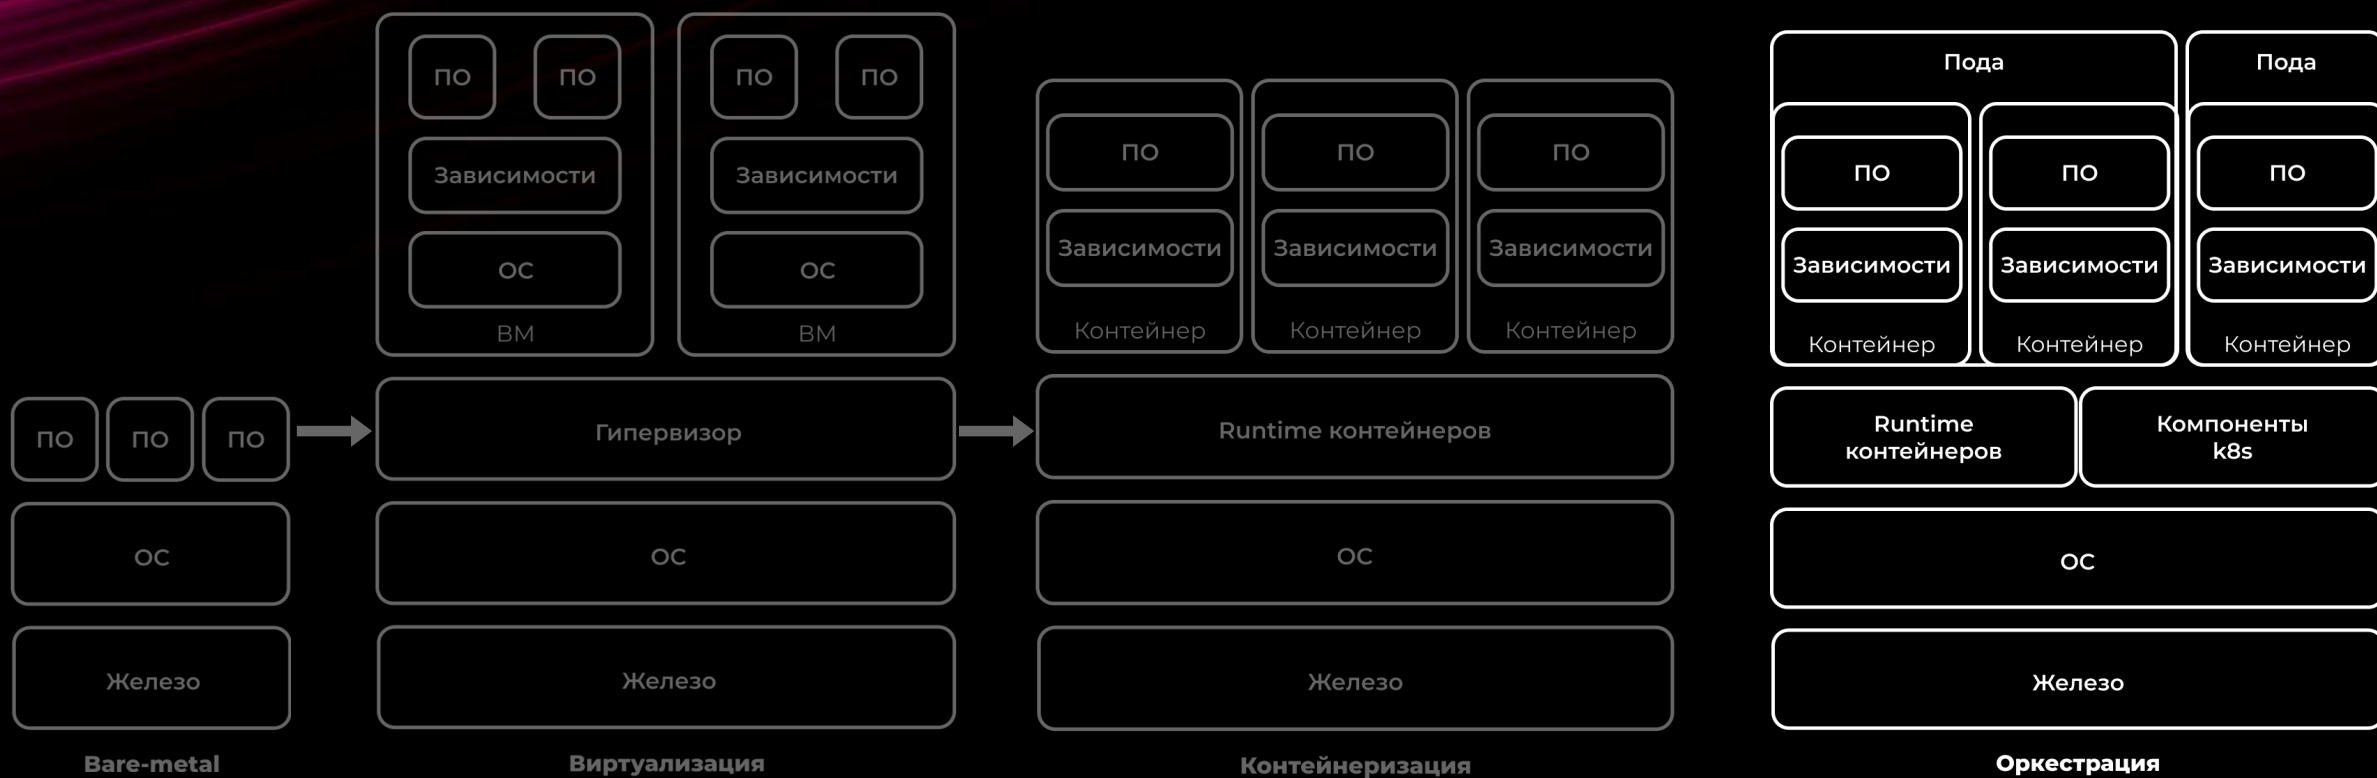 ПО ПО ПО
ОС
Железо
Bare-metal
ПО ПО
Зависимости
ОС
ВМ
ПО ПО
Зависимости
ОС
ВМ
Гипервизор
ОС
Железо
Виртуализация
ПО
Зависимости
Контейнер
ПО
Зависимости
Контейнер
ПО
Зависимости
Контейнер
Runtime контейнеров
ОС
Железо
Контейнеризация
Пода
ПО
Зависимости
Контейнер
ПО
Зависимости
Контейнер
Пода
ПО
Зависимости
Контейнер
Runtime
контейнеров
Компоненты
k8s
ОС
Железо
Оркестрация